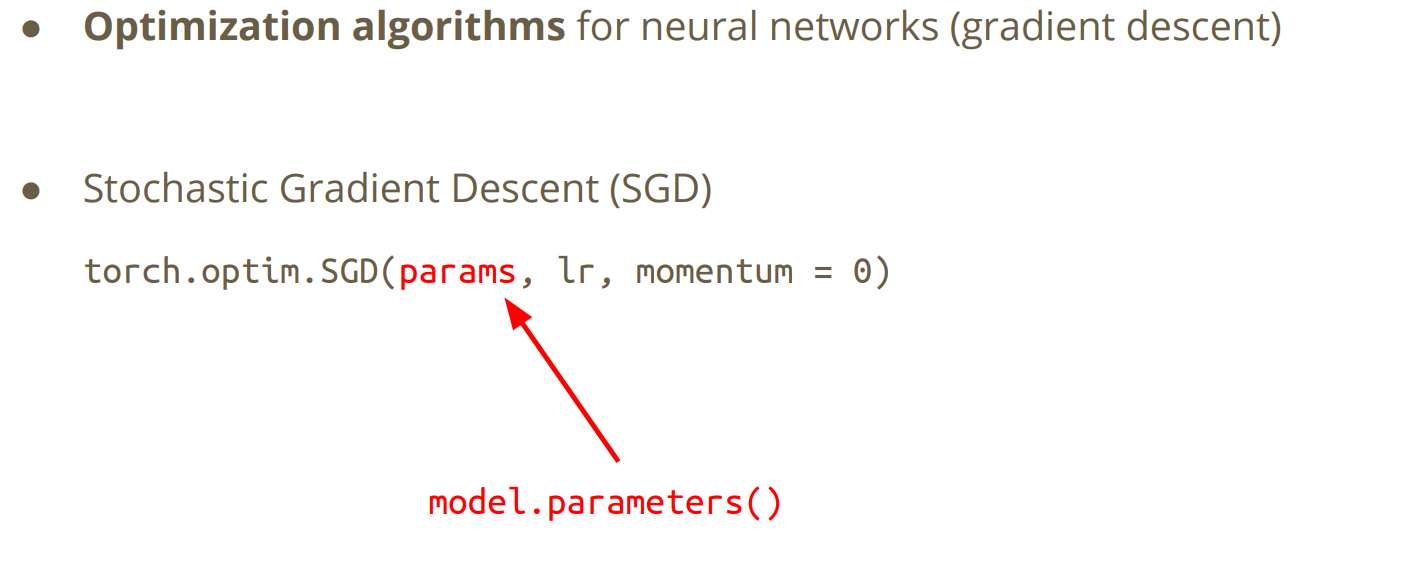 ● Optimization algorithms for neural networks (gradient descent)
● Stochastic Gradient Descent (SGD)
torch.optim.SGD(params, lr, momentum = 0)
model.parameters()